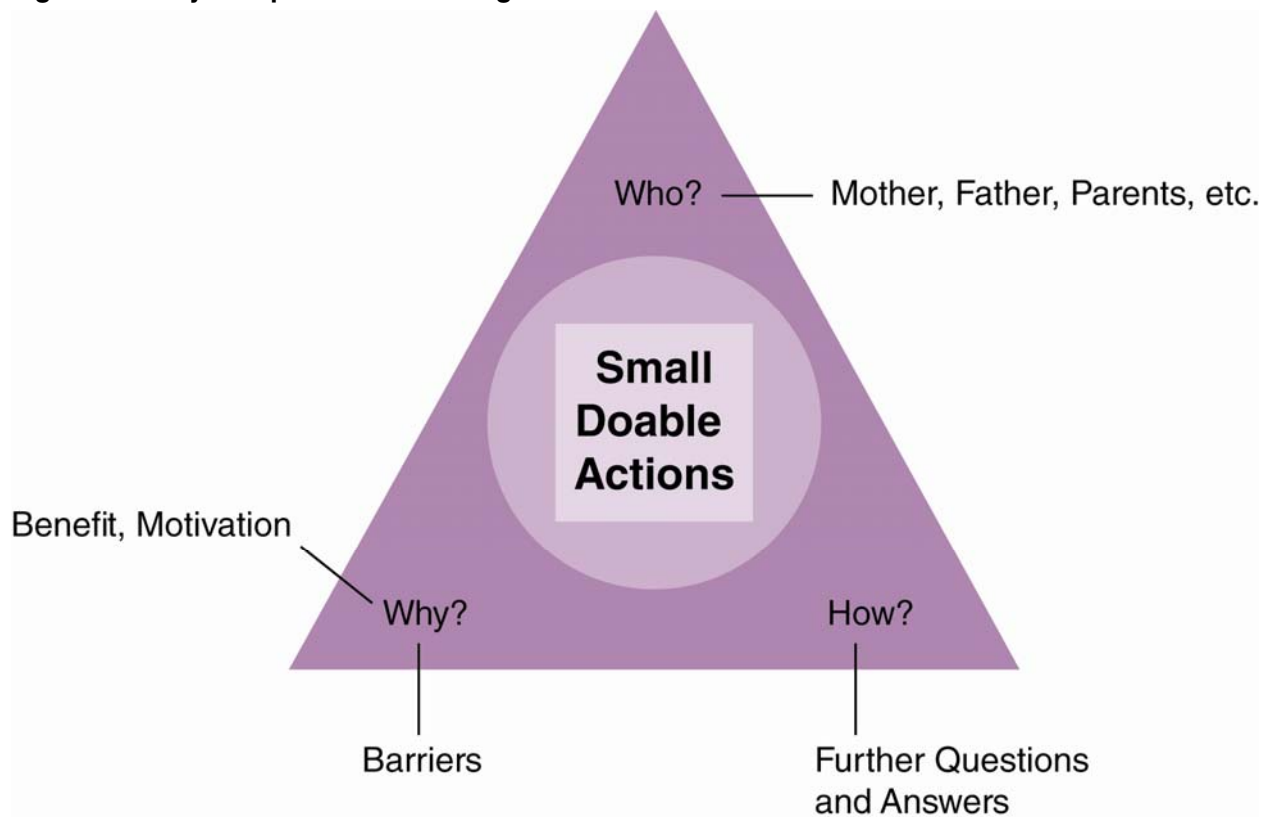 Who?
Mother, Father, Parents, etc.
Small
Doable
Actions
Benefit, Motivation
Why?
How?
Barriers
Further Questions
and Answers